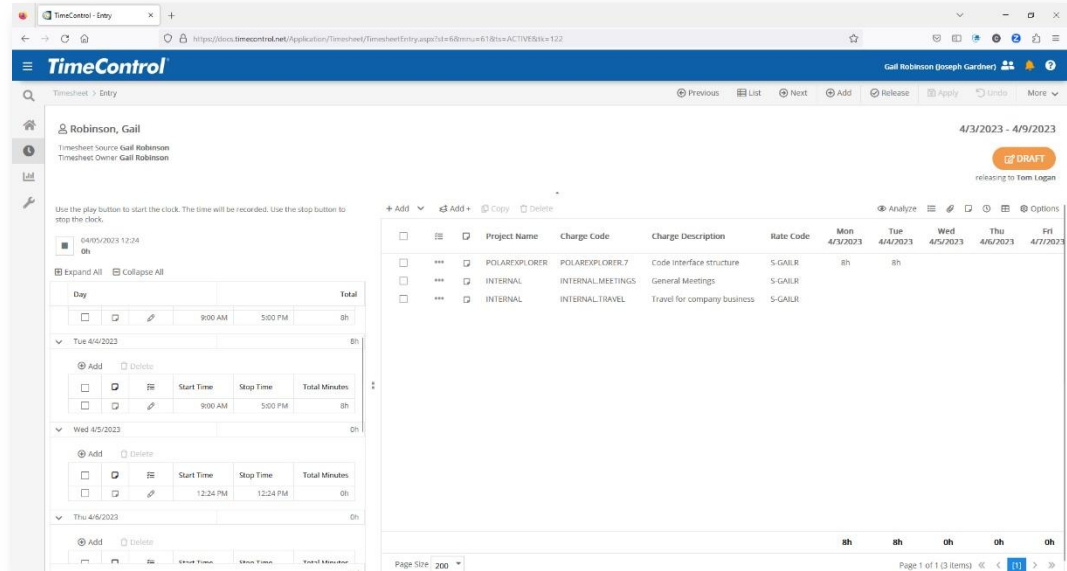 TimeControl - Entry
https://docs.timecontrol.net/Application/Timesheet/TimesheetEntry.aspx?st=6&mnu=61&ts=ACTIVE&tk=122
TimeControl
Gail Robinson (Joseph Gardner)
Timesheet > Entry
Previous List Next Add Release Apply Undo More
Robinson, Gail
4/3/2023 - 4/9/2023
Timesheet Source Gail Robinson
Timesheet Owner Gail Robinson
DRAFT
releasing to Tom Logan
Use the play button to start the clock. The time will be recorded. Use the stop button to
stop the clock.
04/05/2023 12:24
0h
Expand All Collapse All
Day Total
9:00 AM 5:00 PM 8h
Tue 4/4/2023 8h
Add Delete
Start Time Stop Time Total Minutes
9:00 AM 5:00 PM 8h
Wed 4/5/2023 0h
Add Delete
Start Time Stop Time Total Minutes
12:24 PM 12:24 PM 0h
Thu 4/6/2023 0h
Add Delete
Start Time Stop Time Total Minutes
+ Add Add + Copy Delete Analyze Options
Project Name Charge Code Charge Description Rate Code Mon Tue Wed Thu Fri
4/3/2023 4/4/2023 4/5/2023 4/6/2023 4/7/2023
POLAREXPLORER POLAREXPLORER.7 Code interface structure S-GAILR 8h 8h
INTERNAL INTERNAL.MEETINGS General Meetings S-GAILR
INTERNAL INTERNAL.TRAVEL Travel for company business S-GAILR
8h 8h 0h 0h 0h
Page Size 200 Page 1 of 1 (3 items) [1]